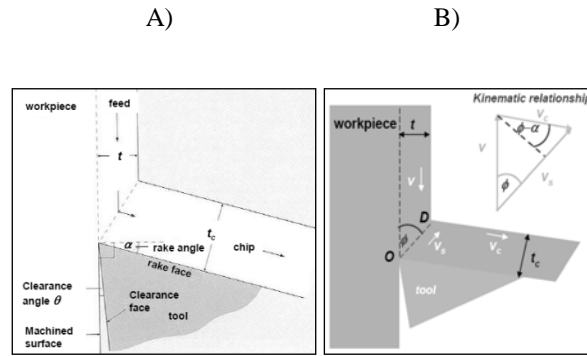 A)
B)
workpiece
feed
t
t_c
α
rake angle
chip
rake face
Clearance
angle θ
Clearance
face
tool
Machined
surface
Kinematic relationship
workpiece
t
V_c
ϕ-α
V
ϕ
V_s
V
D
ϕ
V_s
V_c
O
t_c
tool